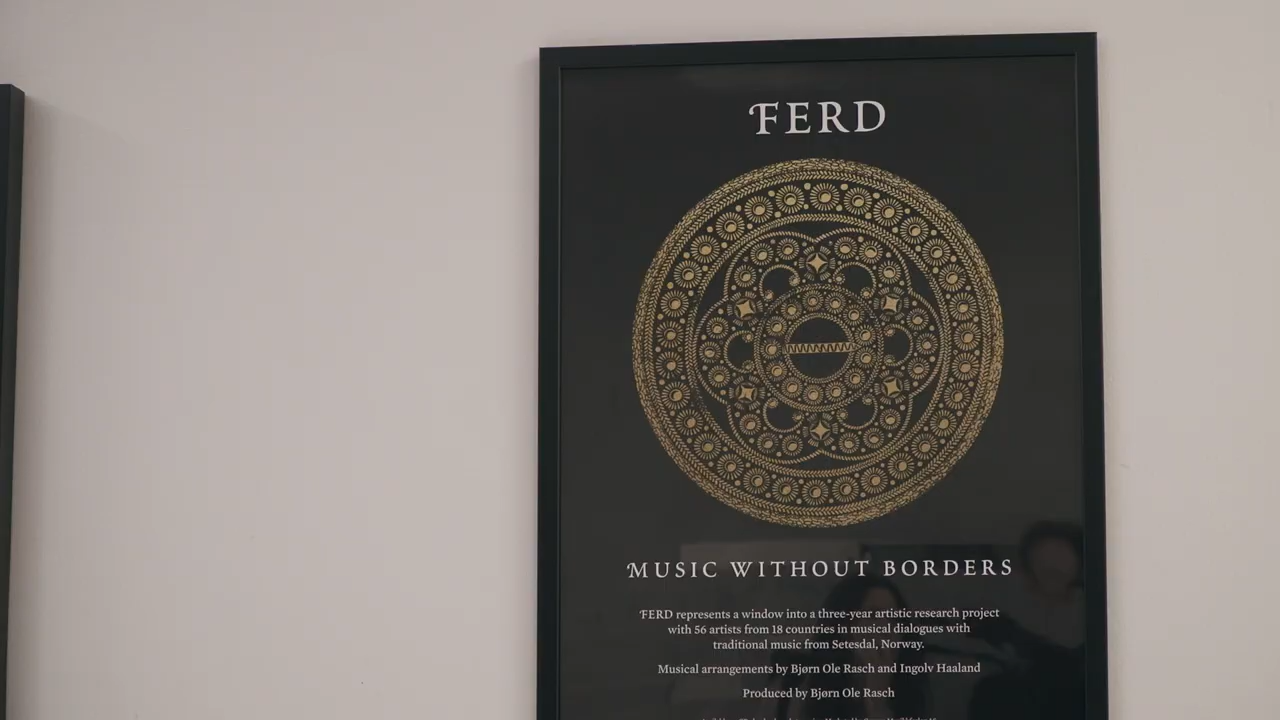 FERD
MUSIC WITHOUT BORDERS
FERD represents a window into a three-year artistic research project
with 56 artists from 18 countries in musical dialogues with
traditional music from Setesdal, Norway.
Musical arrangements by Bjørn Ole Rasch and Ingolv Haaland
Produced by Bjørn Ole Rasch